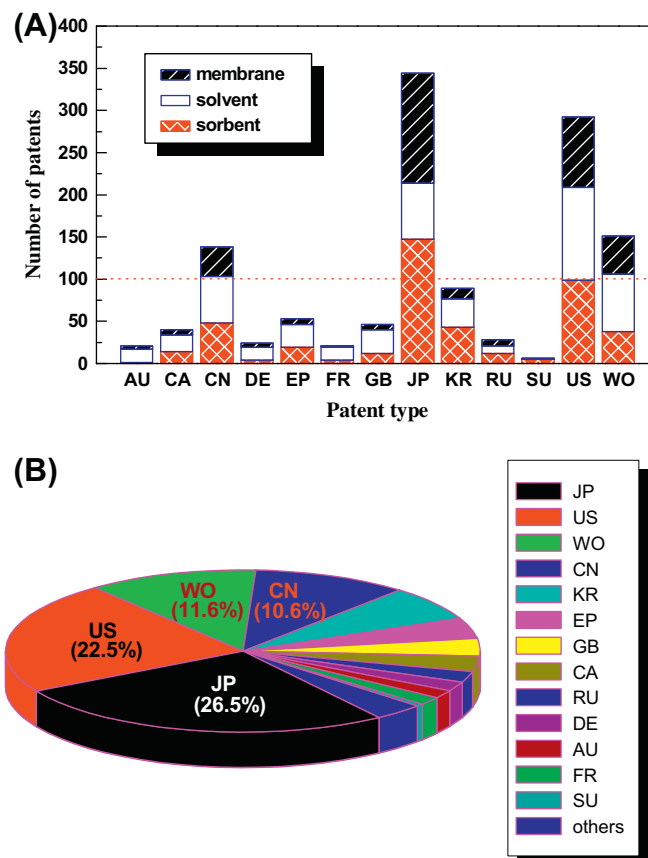 (A)
400
350
300
250
200
150
100
50
0
Number of patents
membrane
solvent
sorbent
AU CA CN DE EP FR GB JP KR RU SU US WO
Patent type
(B)
WO
(11.6%)
CN
(10.6%)
US
(22.5%)
JP
(26.5%)
JP
US
WO
CN
KR
EP
GB
CA
RU
DE
AU
FR
SU
others